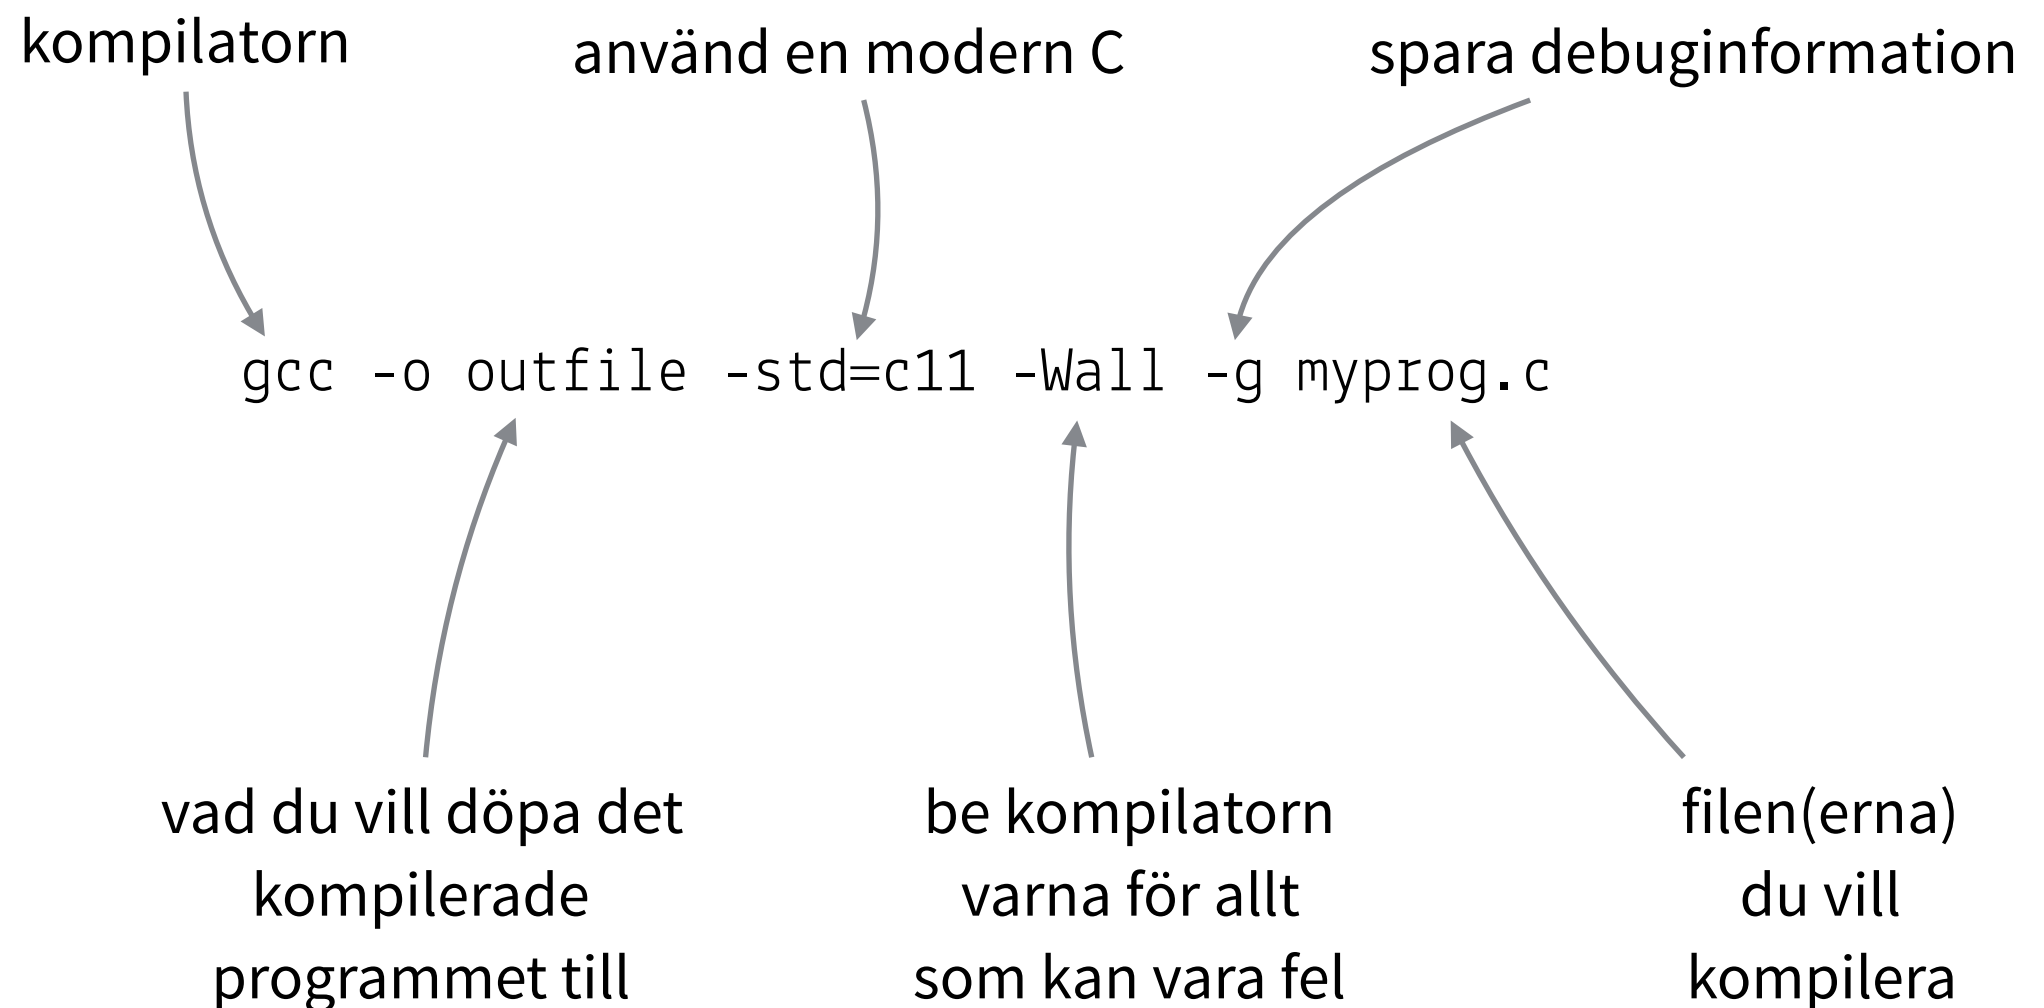 kompilatorn
använd en modern C
spara debuginformation
gcc -o outfile -std=c11 -Wall -g myprog.c
vad du vill döpa det
kompilerade
programmet till
be kompilatorn
varna för allt
som kan vara fel
filen(erna)
du vill
kompilera